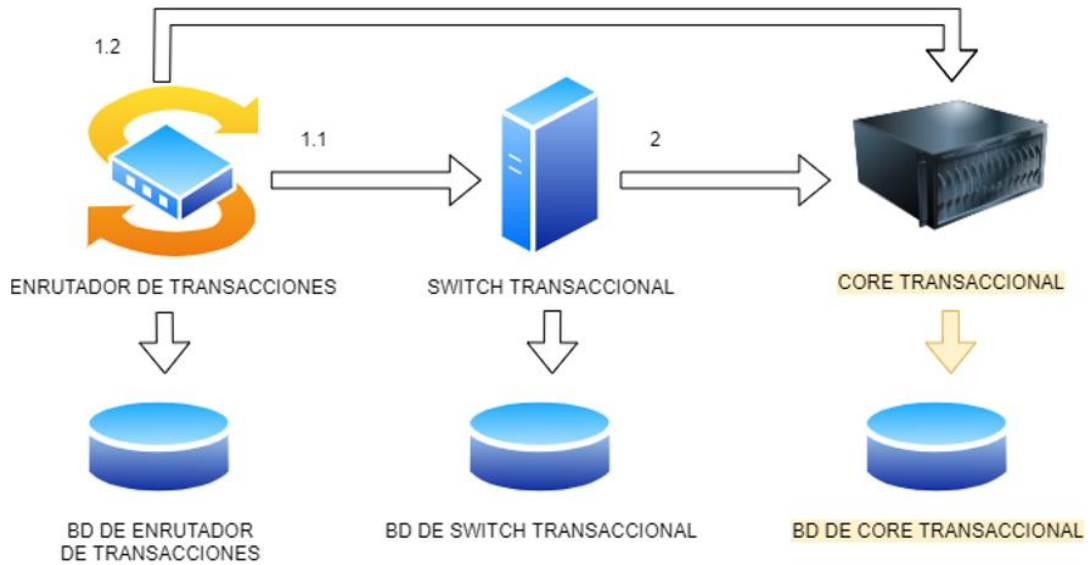 1.2
1.1
2
ENRUTADOR DE TRANSACCIONES
SWITCH TRANSACCIONAL
CORE TRANSACCIONAL
BD DE ENRUTADOR
DE TRANSACCIONES
BD DE SWITCH TRANSACCIONAL
BD DE CORE TRANSACCIONAL